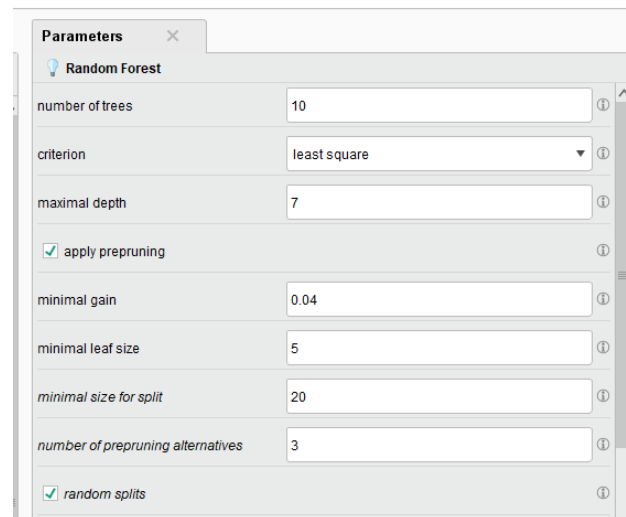 Parameters
Random Forest
number of trees 10
criterion least square
maximal depth 7
apply prepruning
minimal gain 0.04
minimal leaf size 5
minimal size for split 20
number of prepruning alternatives 3
random splits